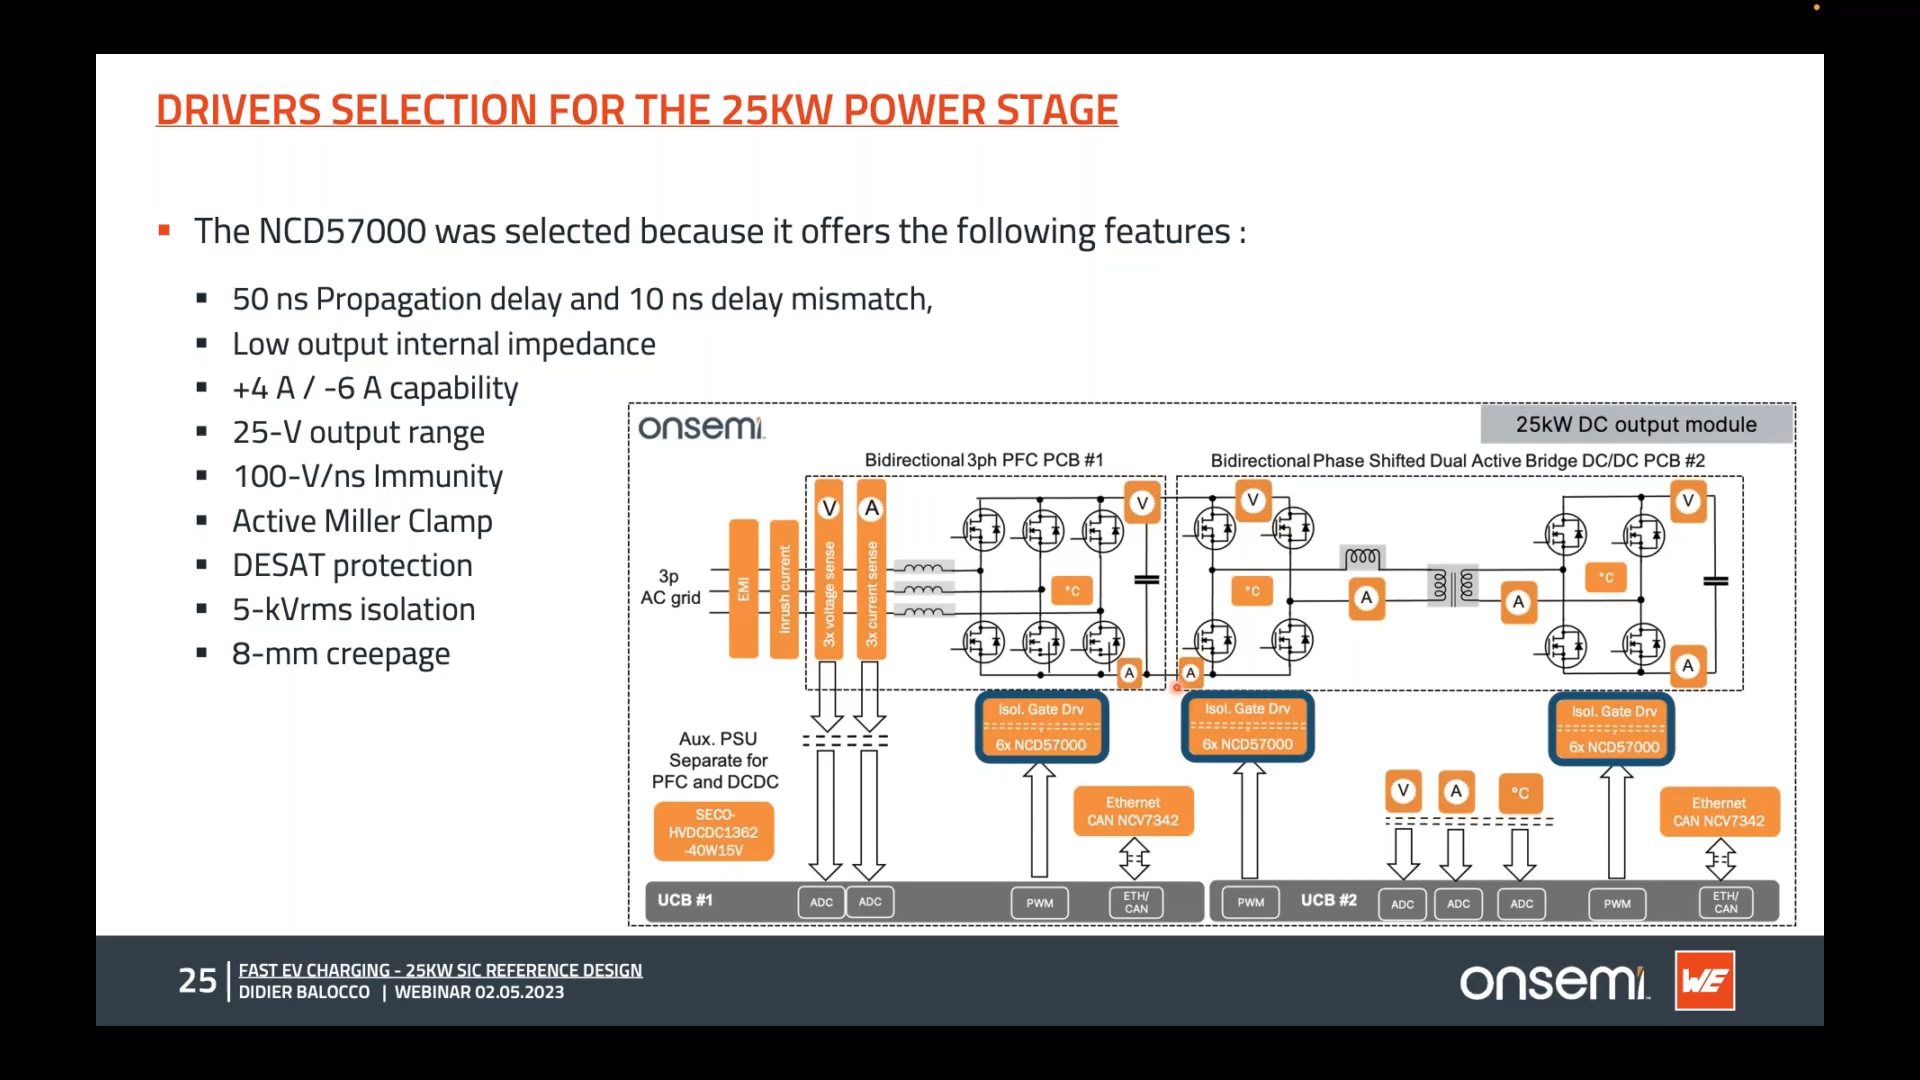 DRIVERS SELECTION FOR THE 25KW POWER STAGE
The NCD57000 was selected because it offers the following features :
50 ns Propagation delay and 10 ns delay mismatch,
Low output internal impedance
+4 A / -6 A capability
25-V output range
100-V/ns Immunity
Active Miller Clamp
DESAT protection
5-kVrms isolation
8-mm creepage
onsemi
25kW DC output module
Bidirectional 3ph PFC PCB #1
Bidirectional Phase Shifted Dual Active Bridge DC/DC PCB #2
3p
AC grid
EMI
Inrush current
V
3x voltage sense
A
3x current sense
°C
V
A
V
A
°C
A
A
°C
V
A
Isol. Gate Drv
6x NCD57000
Isol. Gate Drv
6x NCD57000
Isol. Gate Drv
6x NCD57000
Aux. PSU
Separate for
PFC and DCDC
SECO-
HVDCDC1362
-40W15V
Ethernet
CAN NCV7342
V
A
°C
Ethernet
CAN NCV7342
UCB #1
ADC
ADC
PWM
ETH/
CAN
PWM
UCB #2
ADC
ADC
ADC
PWM
ETH/
CAN
25
FAST EV CHARGING - 25KW SIC REFERENCE DESIGN
DIDIER BALOCCO | WEBINAR 02.05.2023
onsemi
WE